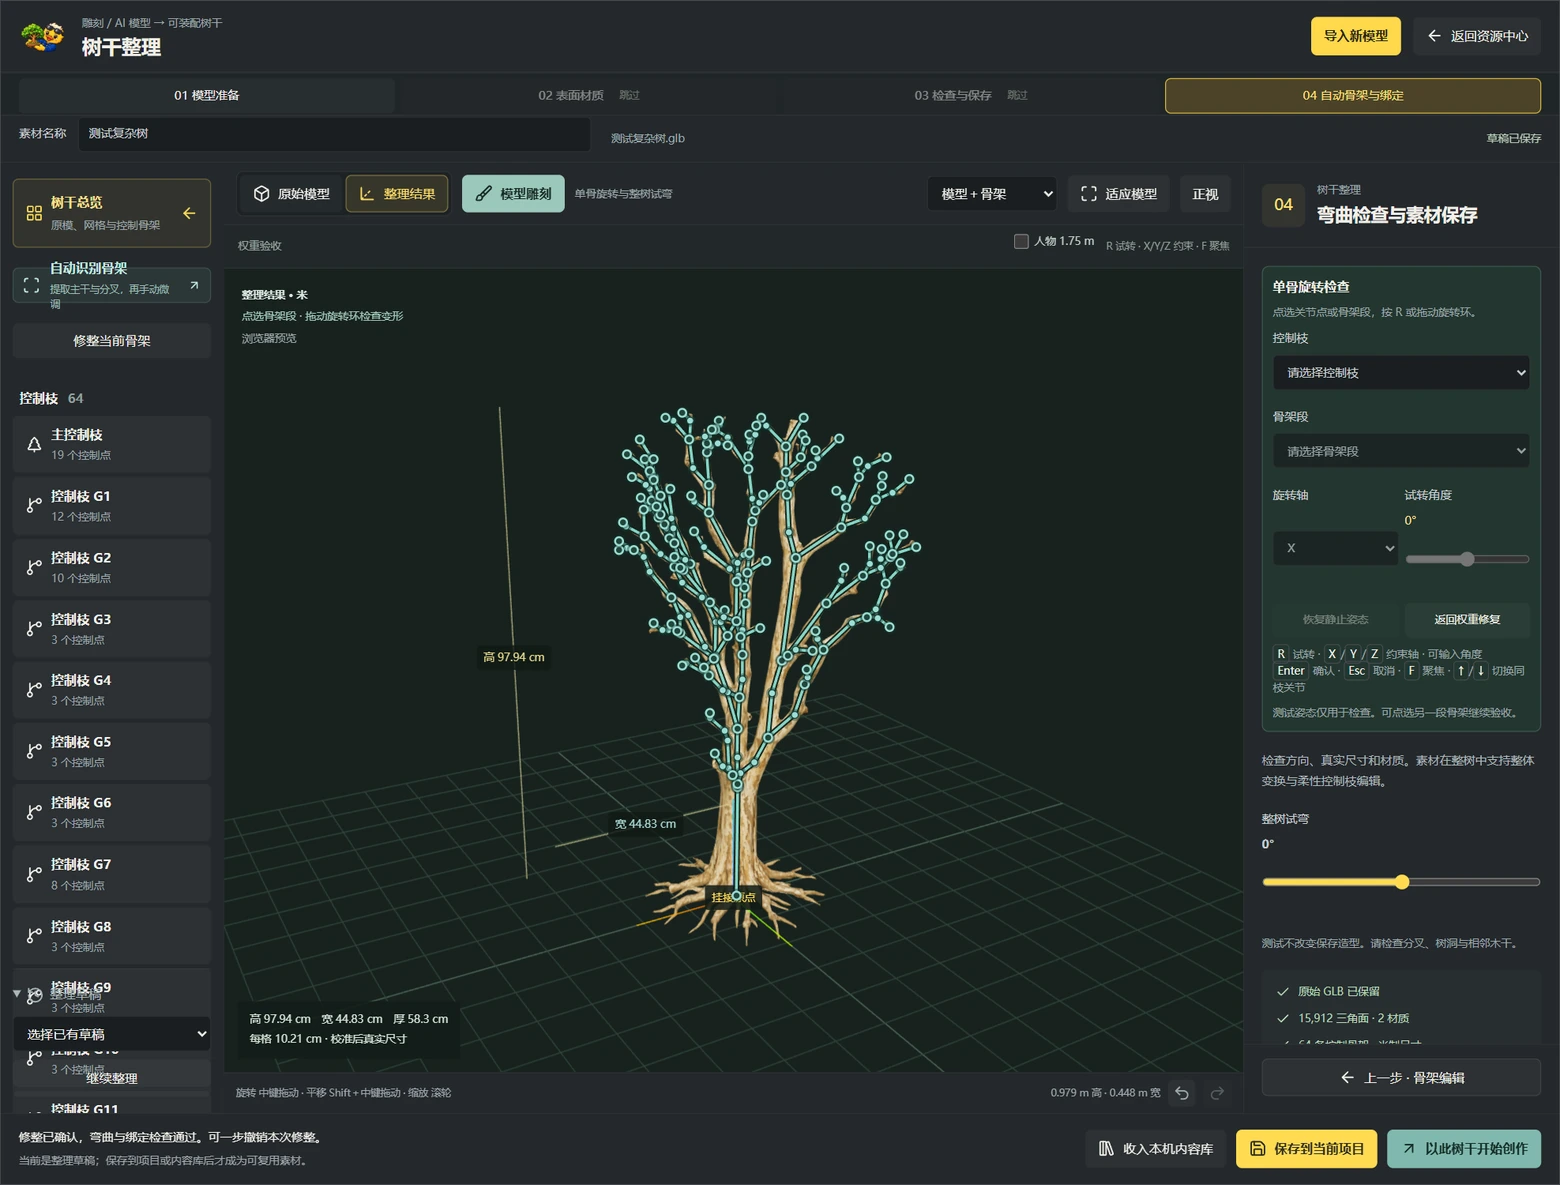 雕刻 / AI 模型 → 可装配树干
树干整理
导入新模型
返回资源中心
01 模型准备
02 表面材质 跳过
03 检查与保存 跳过
04 自动骨架与绑定
素材名称
测试复杂树
测试复杂树.glb
草稿已保存
树干总览
原模、网格与控制骨架
自动识别骨架
提取主干与分叉，再手动微
调
修整当前骨架
控制枝 64
主控制枝
19 个控制点
控制枝 G1
12 个控制点
控制枝 G2
10 个控制点
控制枝 G3
3 个控制点
控制枝 G4
3 个控制点
控制枝 G5
3 个控制点
控制枝 G6
3 个控制点
控制枝 G7
8 个控制点
控制枝 G8
3 个控制点
控制枝 G9
整理草稿
3 个控制点
选择已有草稿
3 个控制点
继续整理
控制枝 G11
原始模型
整理结果
模型雕刻
单骨旋转与整树试弯
模型 + 骨架
适应模型
正视
权重验收
人物 1.75 m
R 试转 · X/Y/Z 约束 · F 聚焦
整理结果 • 米
点选骨架段 · 拖动旋转环检查变形
浏览器预览
高 97.94 cm
宽 44.83 cm
高 97.94 cm 宽 44.83 cm 厚 58.3 cm
每格 10.21 cm · 校准后真实尺寸
旋转 中键拖动 · 平移 Shift + 中键拖动 · 缩放 滚轮
0.979 m 高 · 0.448 m 宽
04
树干整理
弯曲检查与素材保存
单骨旋转检查
点选关节点或骨架段，按 R 或拖动旋转环。
控制枝
请选择控制枝
骨架段
请选择骨架段
旋转轴
试转角度
0°
X
恢复静止姿态
返回权重修复
R 试转 · X / Y / Z 约束轴 · 可输入角度
Enter 确认 · Esc 取消 · F 聚焦 · ↑ / ↓ 切换同
枝关节
测试姿态仅用于检查。可点选另一段骨架继续验收。
检查方向、真实尺寸和材质。素材在整树中支持整体
变换与柔性控制枝编辑。
整树试弯
0°
测试不改变保存造型。请检查分叉、树洞与相邻木干。
原始 GLB 已保留
15,912 三角面 · 2 材质
上一步 · 骨架编辑
修整已确认，弯曲与绑定检查通过。可一步撤销本次修整。
当前是整理草稿；保存到项目或内容库后才成为可复用素材。
收入本机内容库
保存到当前项目
以此树干开始创作